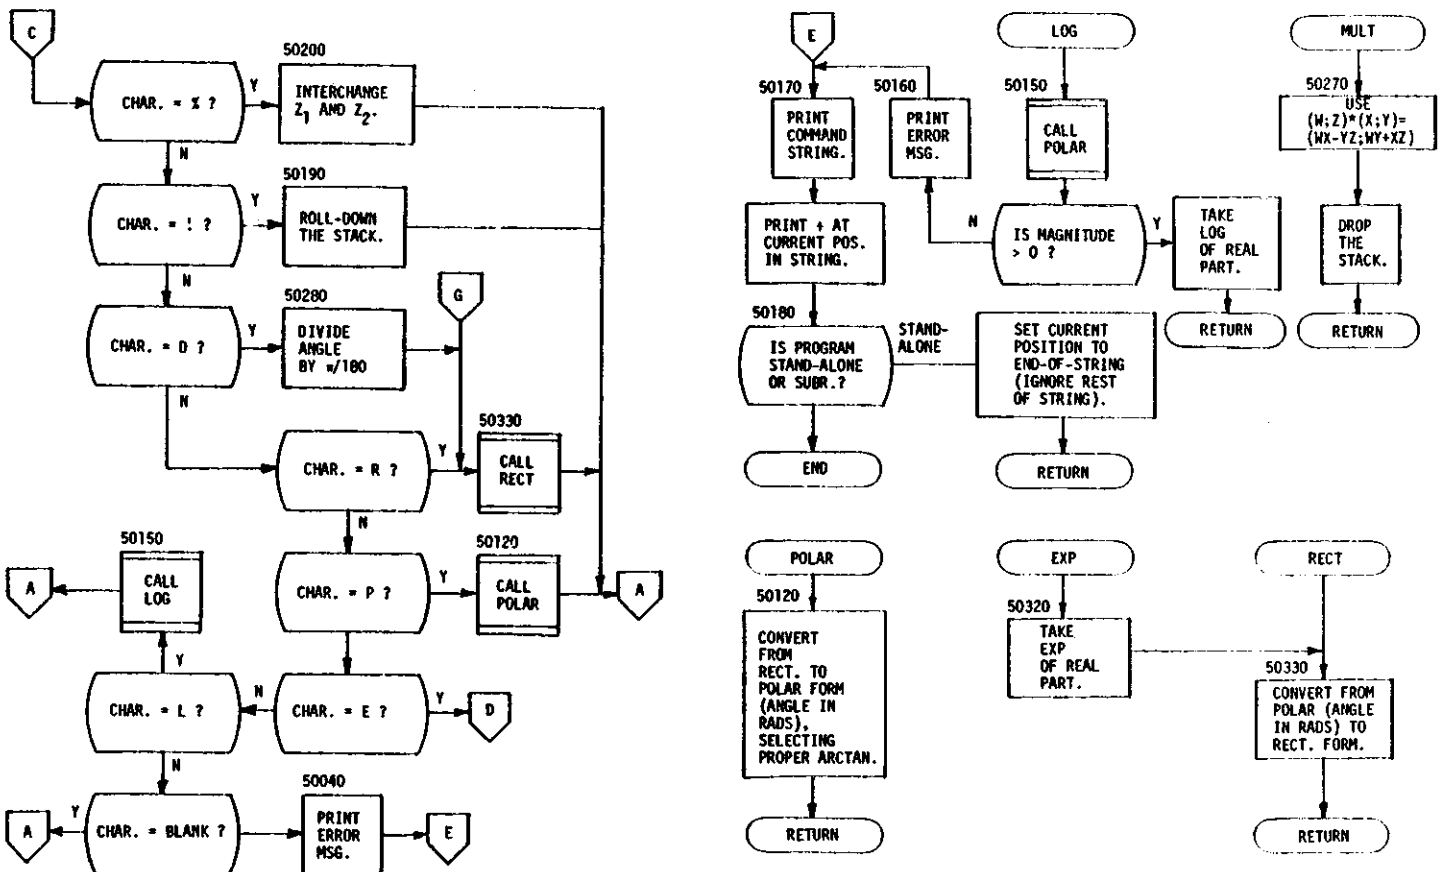 C
50200
CHAR. = % ?
Y
INTERCHANGE
Z1 AND Z2.
N
50190
CHAR. = ! ?
Y
ROLL-DOWN
THE STACK.
N
50280
G
CHAR. = D ?
Y
DIVIDE
ANGLE
BY π/180
N
50330
CHAR. = R ?
Y
CALL
RECT
N
50150
50120
A
CALL
LOG
CHAR. = P ?
Y
CALL
POLAR
A
Y
CHAR. = L ?
N
CHAR. = E ?
Y
D
N
50040
A
Y
CHAR. = BLANK ?
PRINT
ERROR
MSG.
E
E
50170
PRINT
COMMAND
STRING.
50160
PRINT
ERROR
MSG.
PRINT ↑ AT
CURRENT POS.
IN STRING.
50180
IS PROGRAM
STAND-ALONE
OR SUBR.?
STAND-
ALONE
SET CURRENT
POSITION TO
END-OF-STRING
(IGNORE REST
OF STRING).
END
RETURN
LOG
50150
CALL
POLAR
N
IS MAGNITUDE
> 0 ?
Y
TAKE
LOG
OF REAL
PART.
RETURN
MULT
50270
USE
(W;Z)*(X;Y)=
(WX-YZ;WY+XZ)
DROP
THE
STACK.
RETURN
POLAR
50120
CONVERT
FROM
RECT. TO
POLAR FORM
(ANGLE IN
RADS),
SELECTING
PROPER ARCTAN.
RETURN
EXP
50320
TAKE
EXP
OF REAL
PART.
RECT
50330
CONVERT FROM
POLAR (ANGLE
IN RADS) TO
RECT. FORM.
RETURN